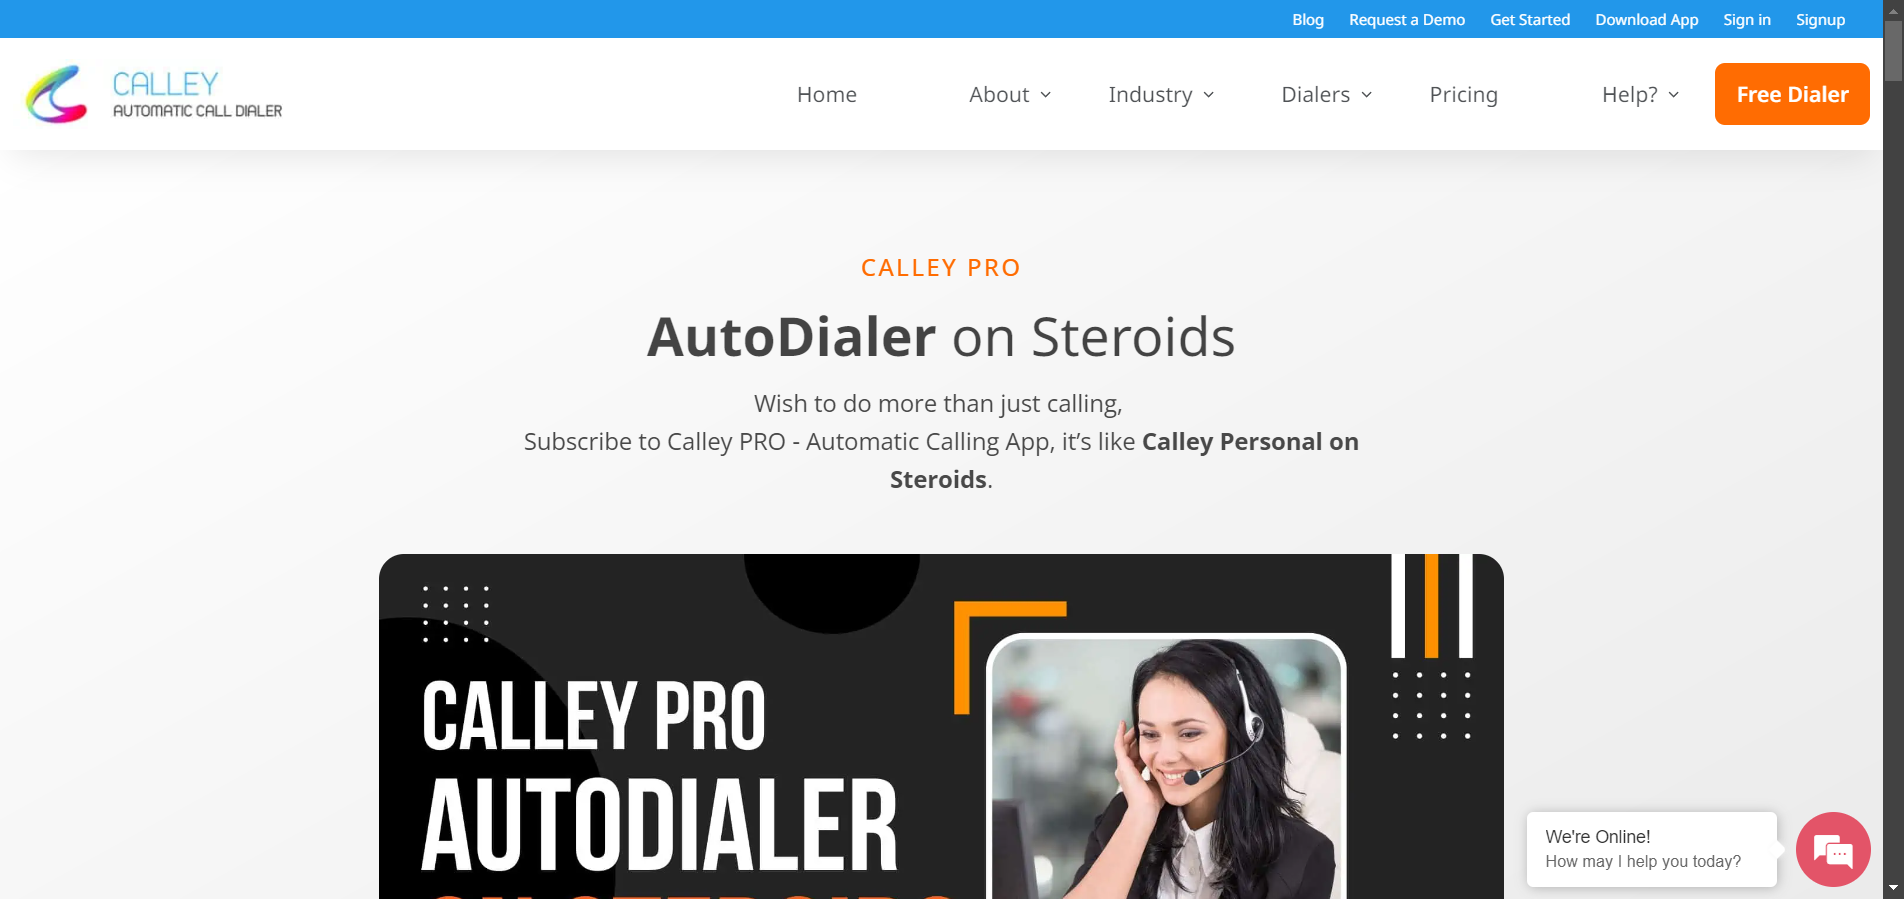 Blog Request a Demo Get Started Download App Sign in Signup
CALLEY
AUTOMATIC CALL DIALER
Home About Industry Dialers Pricing Help? Free Dialer
CALLEY PRO
AutoDialer on Steroids
Wish to do more than just calling,
Subscribe to Calley PRO - Automatic Calling App, it’s like Calley Personal on
Steroids.
CALLEY PRO
AUTODIALER
We're Online!
How may I help you today?